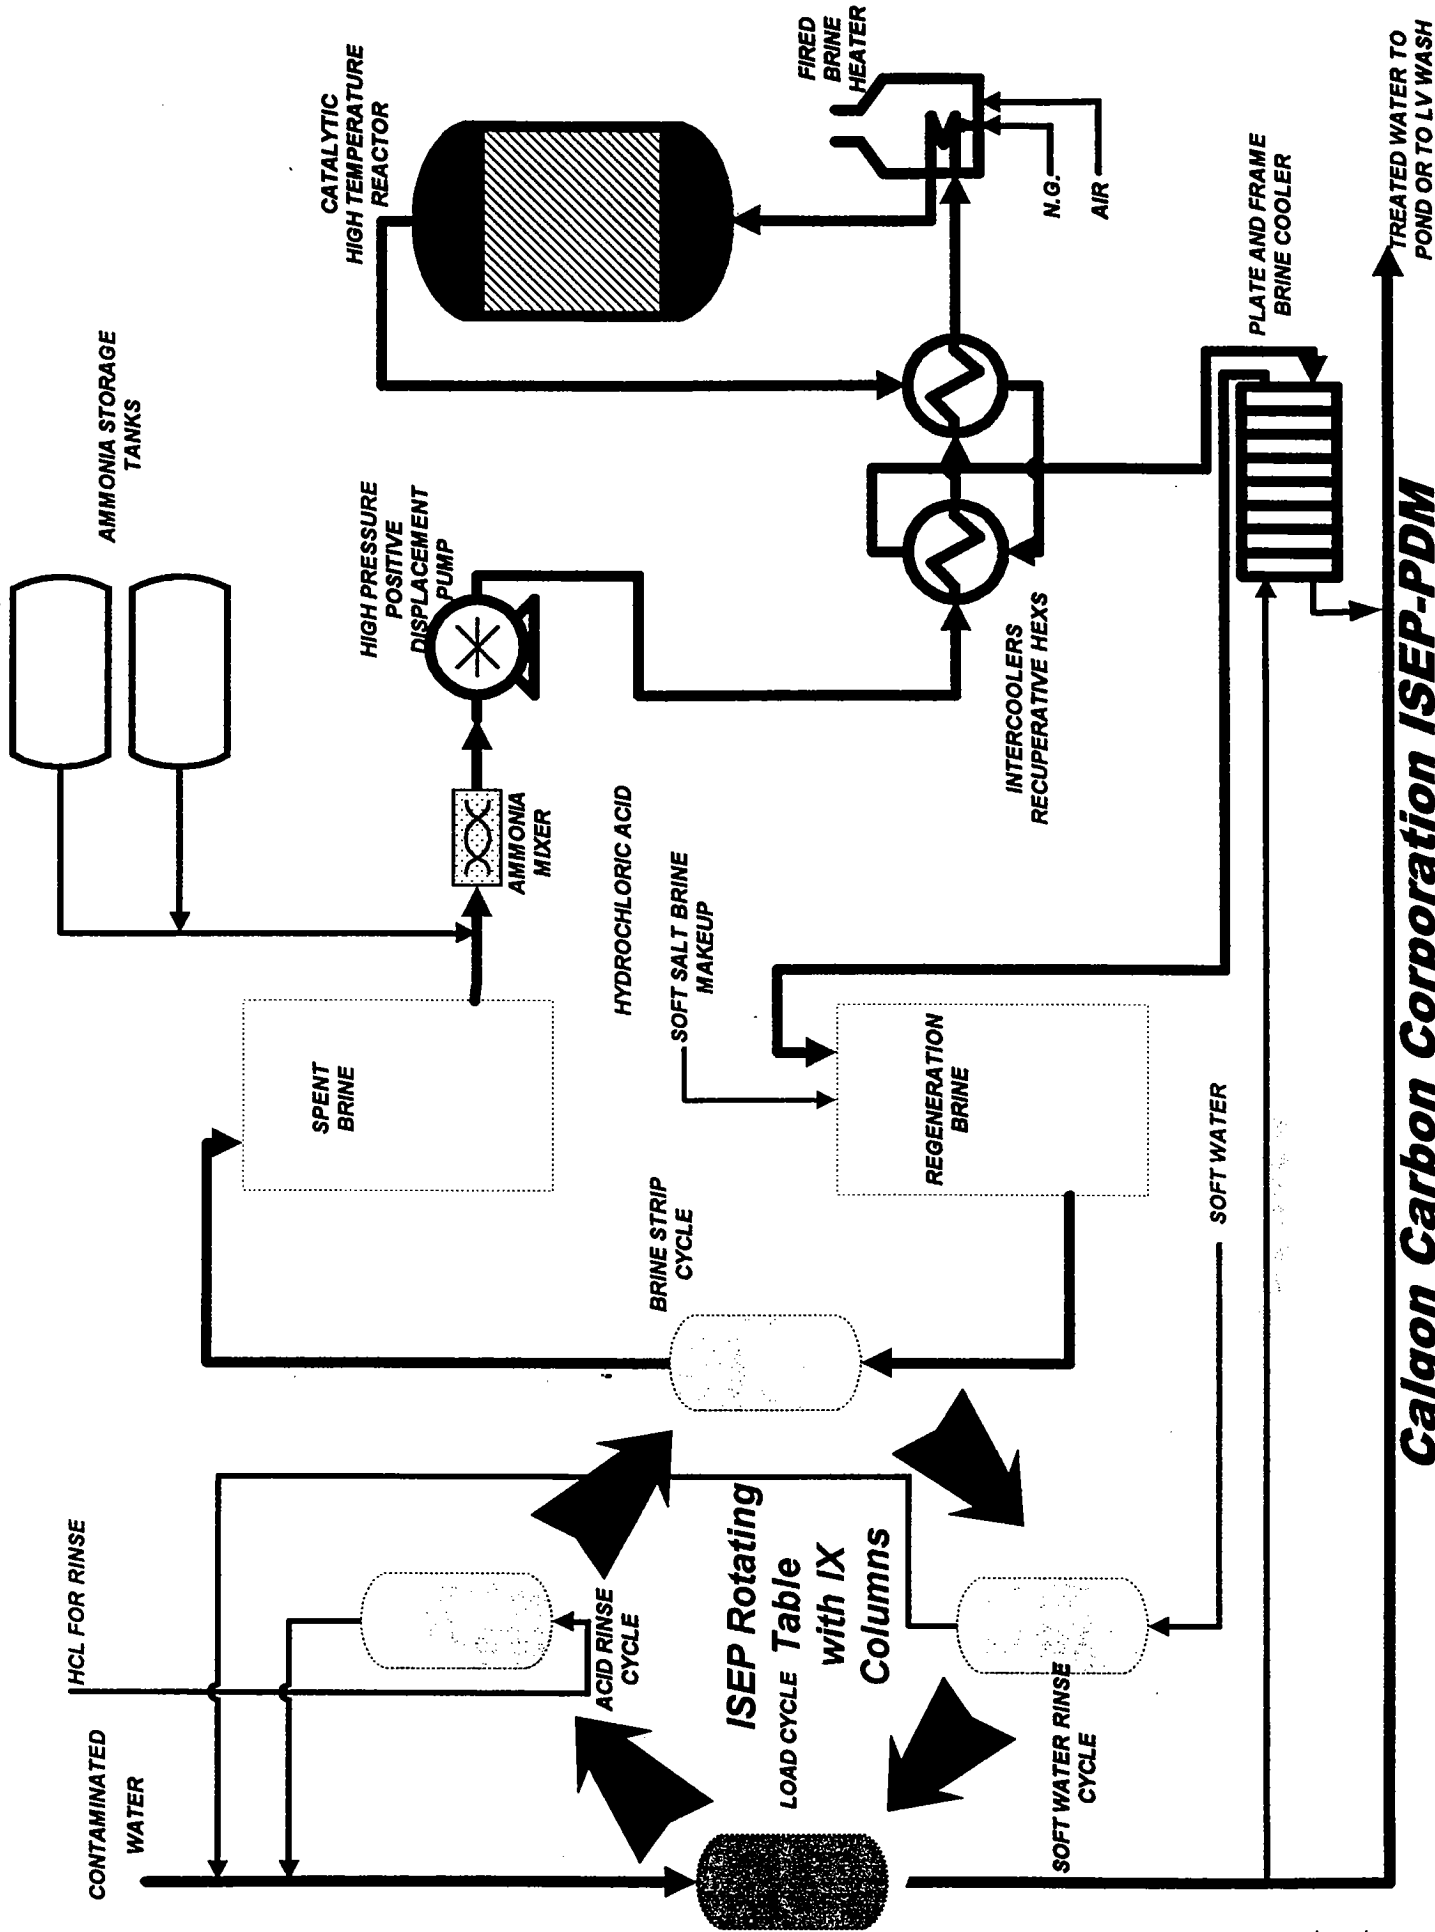 CONTAMINATED
WATER
HCL FOR RINSE
ACID RINSE
CYCLE
ISEP Rotating
LOAD CYCLE Table
with IX
Columns
SOFT WATER RINSE
CYCLE
BRINE STRIP
CYCLE
SPENT
BRINE
HYDROCHLORIC ACID
SOFT SALT BRINE
MAKEUP
REGENERATION
BRINE
SOFT WATER
AMMONIA STORAGE
TANKS
AMMONIA
MIXER
HIGH PRESSURE
POSITIVE
DISPLACEMENT
PUMP
INTERCOOLERS
RECUPERATIVE HEXS
CATALYTIC
HIGH TEMPERATURE
REACTOR
FIRED
BRINE
HEATER
N.G.
AIR
PLATE AND FRAME
BRINE COOLER
TREATED WATER TO
POND OR TO LV WASH
Calgon Carbon Corporation ISEP-PDM